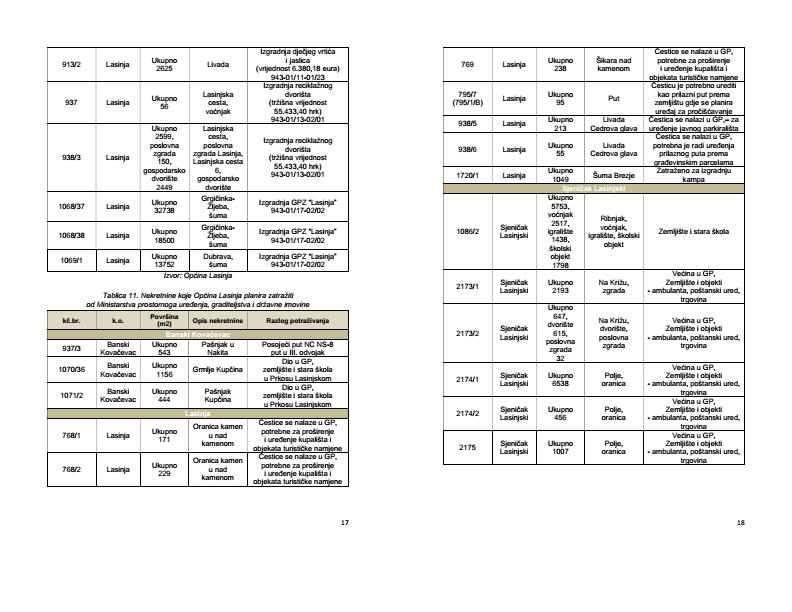 913/2 Lasinja Ukupno 2625 Livada Izgradnja dječjeg vrtića i jaslica (vrijednost 6.380,18 eura) 943-01/11-01/23
937 Lasinja Ukupno 56 Lasinjska cesta, voćnjak Izgradnja reciklažnog dvorišta (tržišna vrijednost 55.433,40 hrk) 943-01/13-02/01
938/3 Lasinja Ukupno 2599, poslovna zgrada 150, gospodarsko dvorište 2449 Lasinjska cesta, poslovna zgrada Lasinja, Lasinjska cesta 6, gospodarsko dvorište Izgradnja reciklažnog dvorišta (tržišna vrijednost 55.433,40 hrk) 943-01/13-02/01
1068/37 Lasinja Ukupno 32738 Grgičinka- Žljeba, šuma Izgradnja GPZ "Lasinja" 943-01/17-02/02
1068/38 Lasinja Ukupno 18500 Grgičinka- Žljeba, šuma Izgradnja GPZ "Lasinja" 943-01/17-02/02
1069/1 Lasinja Ukupno 13752 Dubrava, šuma Izgradnja GPZ "Lasinja" 943-01/17-02/02
Izvor: Općina Lasinja
Tablica 11. Nekretnine koje Općina Lasinja planira zatražiti
od Ministarstva prostornoga uređenja, graditeljstva i državne imovine
kč.br. k.o. Površina (m2) Opis nekretnine Razlog potraživanja
Banski Kovačevac
937/3 Banski Kovačevac Ukupno 543 Pašnjak u Nakita Posojeći put NC NS-8 put u III. odvojak
1070/36 Banski Kovačevac Ukupno 1156 Grmlje Kupčina Dio u GP, zemljište i stara škola u Prkosu Lasinjskom
1071/2 Banski Kovačevac Ukupno 444 Pašnjak Kupčina Dio u GP, zemljište i stara škola u Prkosu Lasinjskom
Lasinja
768/1 Lasinja Ukupno 171 Oranica kamen u nad kamenom Čestice se nalaze u GP, potrebne za proširenje i uređenje kupališta i objekata turističke namjene
768/2 Lasinja Ukupno 229 Oranica kamen u nad kamenom Čestice se nalaze u GP, potrebne za proširenje i uređenje kupališta i objekata turističke namjene
17
769 Lasinja Ukupno 238 Šikara nad kamenom Čestice se nalaze u GP, potrebne za proširenje i uređenje kupališta i objekata turističke namjene
795/7 (795/1/B) Lasinja Ukupno 95 Put Česticu je potrebno urediti kao prilazni put prema zemljištu gdje se planira uređaj za pročišćavanje
938/5 Lasinja Ukupno 213 Livada Cedrova glava Čestica se nalazi u GP,– za uređenje javnog parkirališta
938/6 Lasinja Ukupno 55 Livada Cedrova glava Čestica se nalazi u GP, potrebna je radi uređenja prilaznog puta prema građevinskim parcelama
1720/1 Lasinja Ukupno 1049 Šuma Brezje Zatraženo za izgradnju kampa
Sjeničak Lasinjski
1086/2 Sjeničak Lasinjski Ukupno 5753, voćnjak 2517, igralište 1438, školski objekt 1798 Ribnjak, voćnjak, igralište, školski objekt Zemljište i stara škola
2173/1 Sjeničak Lasinjski Ukupno 2193 Na Križu, zgrada Većina u GP, Zemljište i objekti - ambulanta, poštanski ured, trgovina
2173/2 Sjeničak Lasinjski Ukupno 647, dvorište 615, poslovna zgrada 32 Na Križu, dvorište, poslovna zgrada Većina u GP, Zemljište i objekti - ambulanta, poštanski ured, trgovina
2174/1 Sjeničak Lasinjski Ukupno 6538 Polje, oranica Većina u GP, Zemljište i objekti - ambulanta, poštanski ured, trgovina
2174/2 Sjeničak Lasinjski Ukupno 456 Polje, oranica Većina u GP, Zemljište i objekti - ambulanta, poštanski ured, trgovina
2175 Sjeničak Lasinjski Ukupno 1007 Polje, oranica Većina u GP, Zemljište i objekti - ambulanta, poštanski ured, trgovina
18